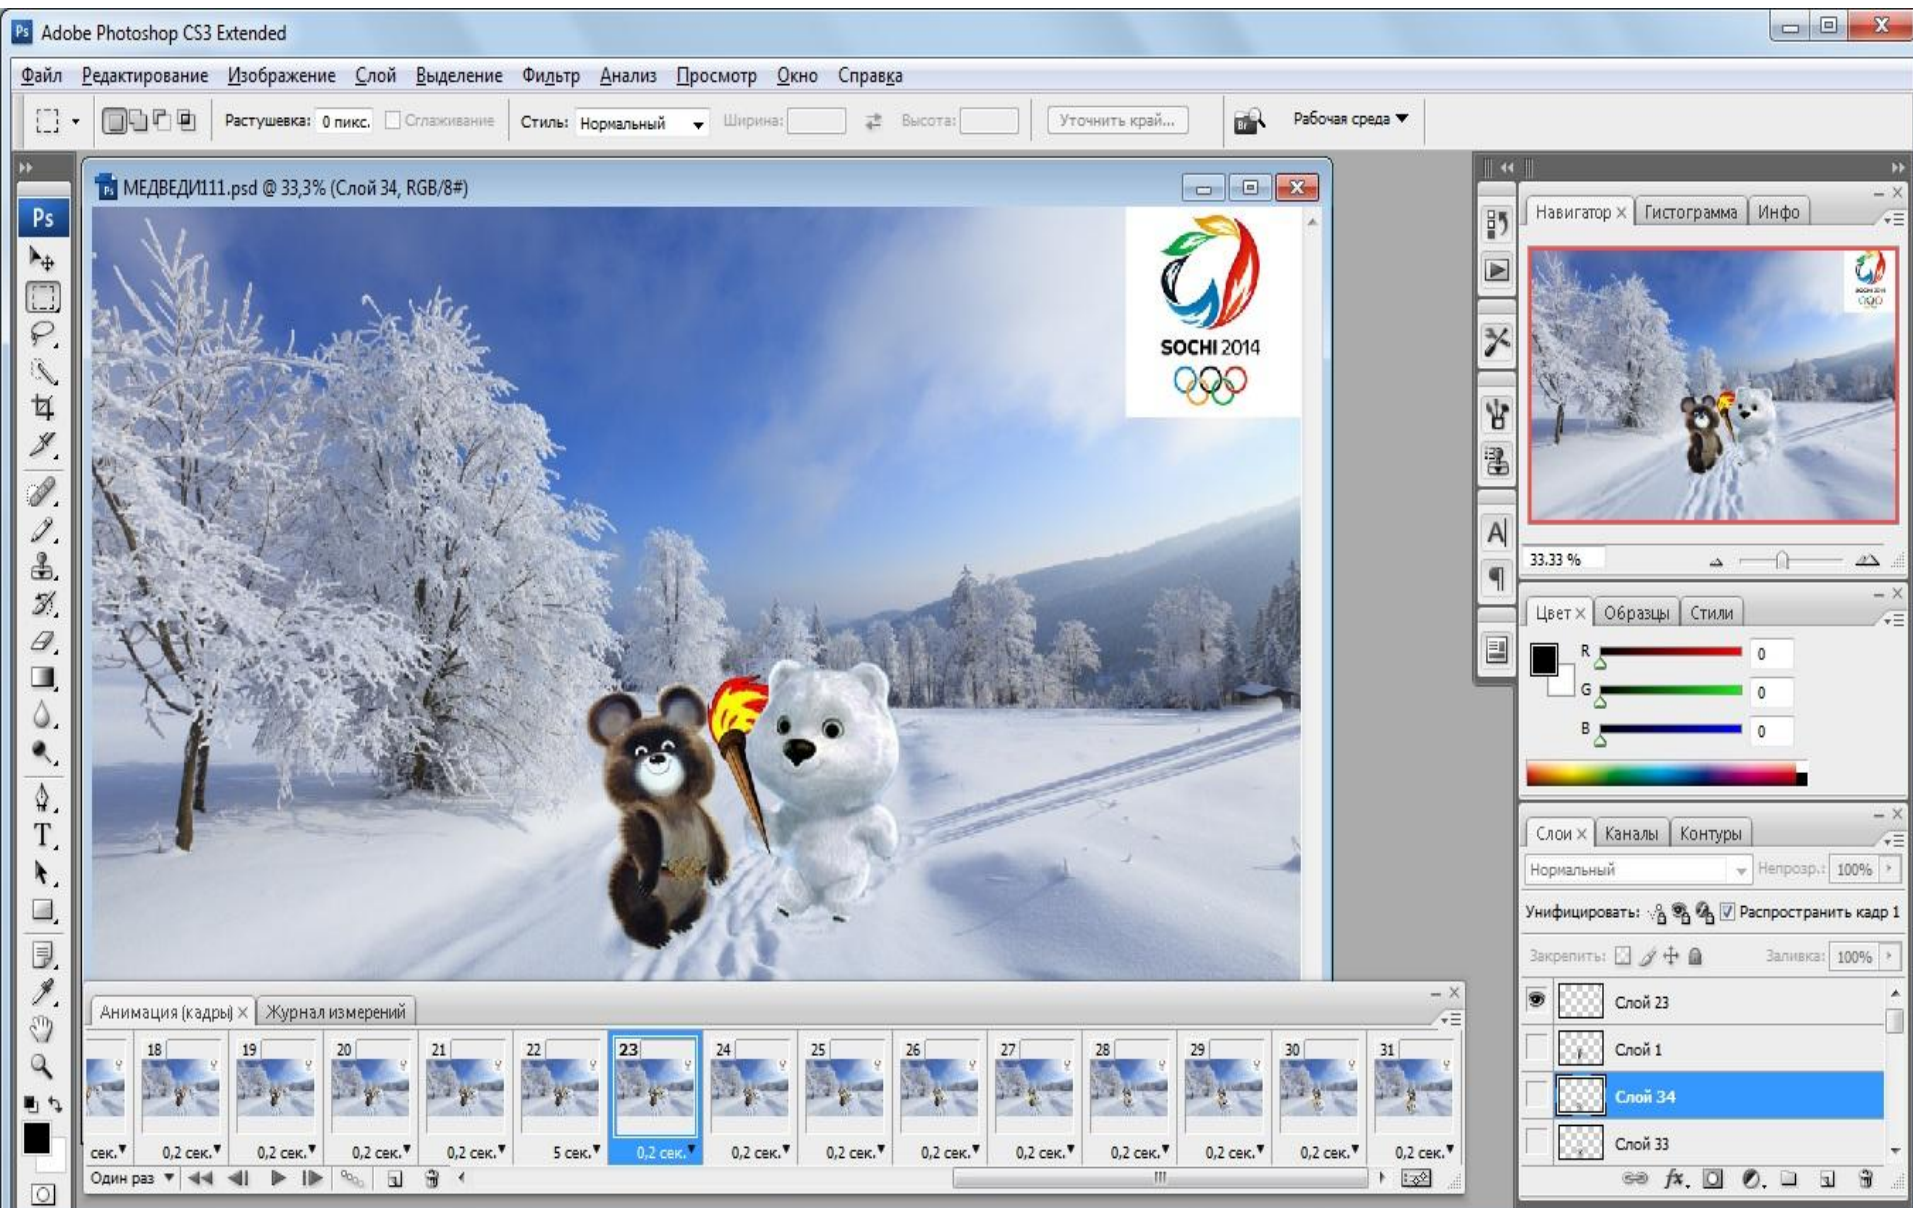 Adobe Photoshop CS3 Extended
Файл Редактирование Изображение Слой Выделение Фильтр Анализ Просмотр Окно Справка
Растушевка: 0 пикс. Сглаживание Стиль: Нормальный Ширина: Высота: Уточнить край... Br Рабочая среда
МЕДВЕДИ111.psd @ 33,3% (Слой 34, RGB/8#)
Ps
SOCHI 2014
Навигатор × Гистограмма Инфо
33.33 %
Цвет × Образцы Стили
R 0
G 0
B 0
Слои × Каналы Контуры
Нормальный Непрозр.: 100%
Унифицировать: Распространить кадр 1
Закрепить: Заливка: 100%
Слой 23
Слой 1
Слой 34
Слой 33
Анимация (кадры) × Журнал измерений
18 19 20 21 22 23 24 25 26 27 28 29 30 31
сек. 0,2 сек. 0,2 сек. 0,2 сек. 0,2 сек. 5 сек. 0,2 сек. 0,2 сек. 0,2 сек. 0,2 сек. 0,2 сек. 0,2 сек. 0,2 сек. 0,2 сек. 0,2 сек.
Один раз